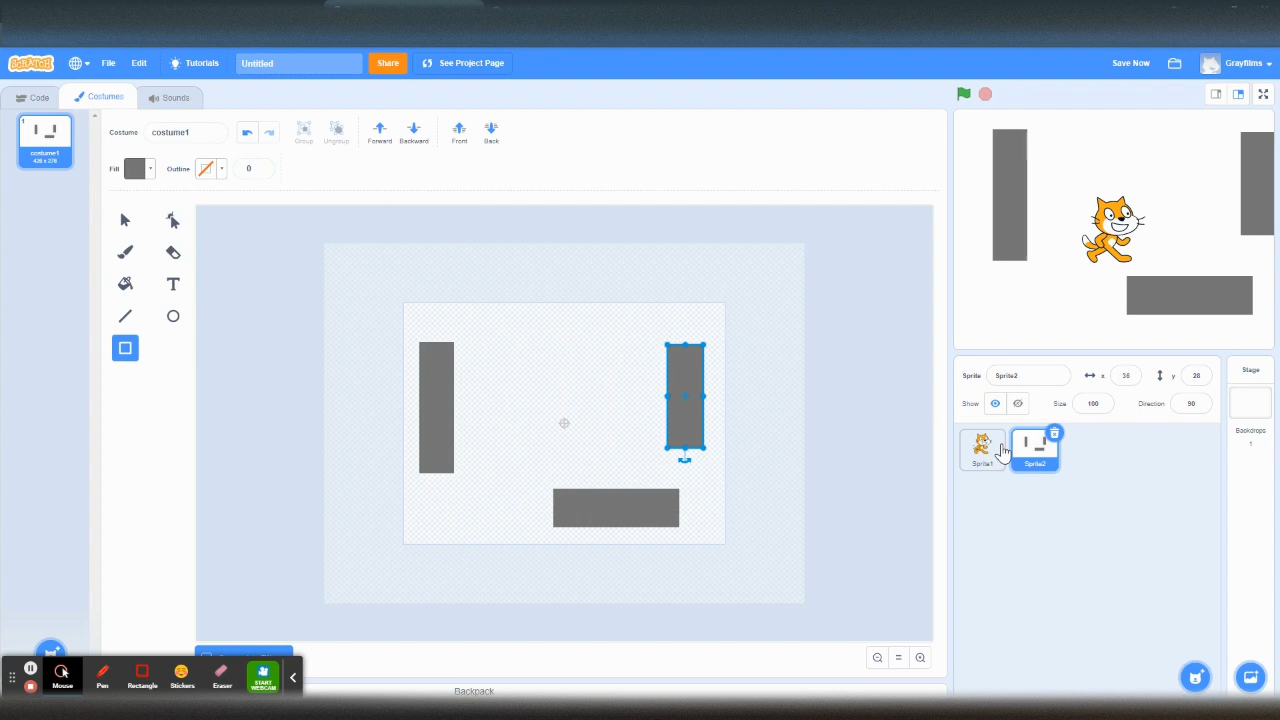 SCRATCH File Edit Tutorials Untitled Share See Project Page Save Now Grayfilms
Code Costumes Sounds
1
costume1
428 x 276
Costume costume1 Group Ungroup Forward Backward Front Back
Fill Outline 0
Sprite Sprite2 x 36 y 28
Show Size 100 Direction 90
Stage
Backdrops
1
Sprite1 Sprite2
Mouse Pen Rectangle Stickers Eraser START WEBCAM
Backpack